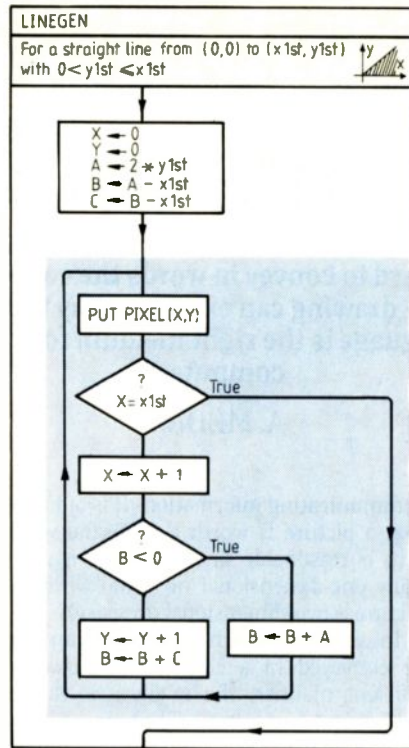 LINEGEN
For a straight line from (0,0) to (x1st, y1st)
with 0 < y1st ⩽ x1st
y
x
X ← 0
Y ← 0
A ← 2 * y1st
B ← A - x1st
C ← B - x1st
PUT PIXEL(X,Y)
?
X = x1st
True
X ← X + 1
?
B < 0
True
Y ← Y + 1
B ← B + C
B ← B + A